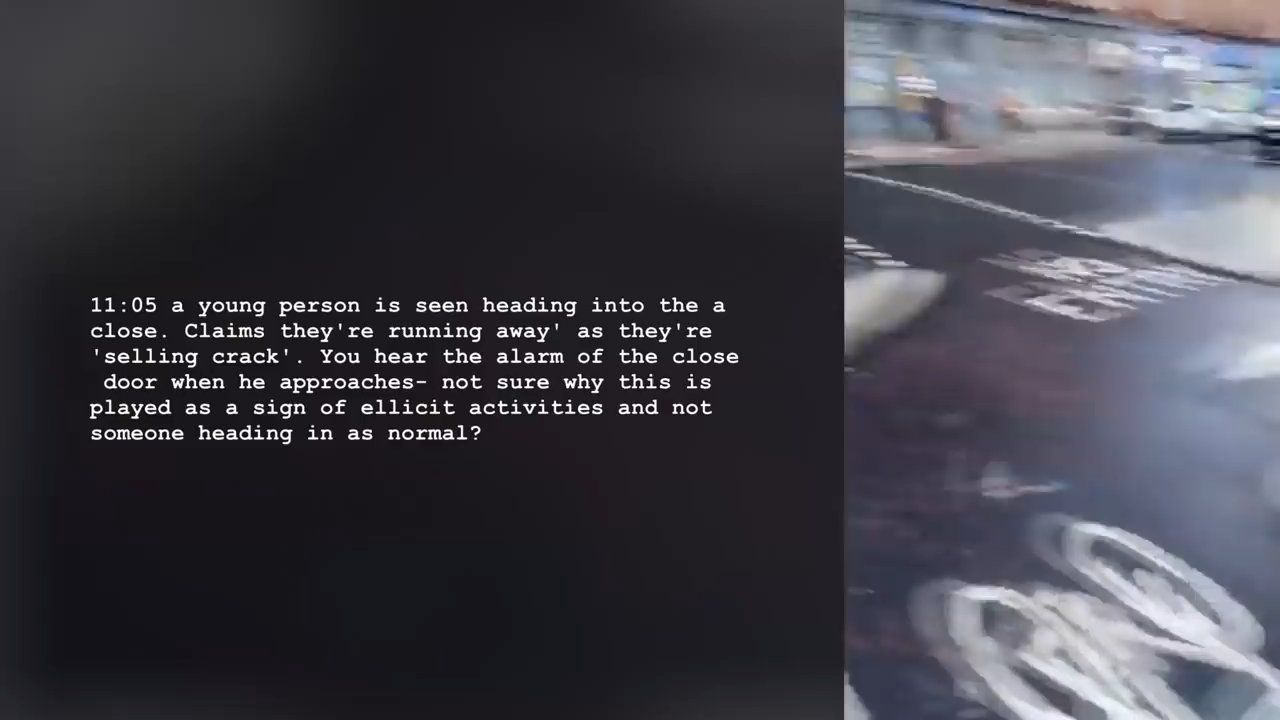 11:05 a young person is seen heading into the a
close. Claims they're running away' as they're
'selling crack'. You hear the alarm of the close
door when he approaches- not sure why this is
played as a sign of ellicit activities and not
someone heading in as normal?